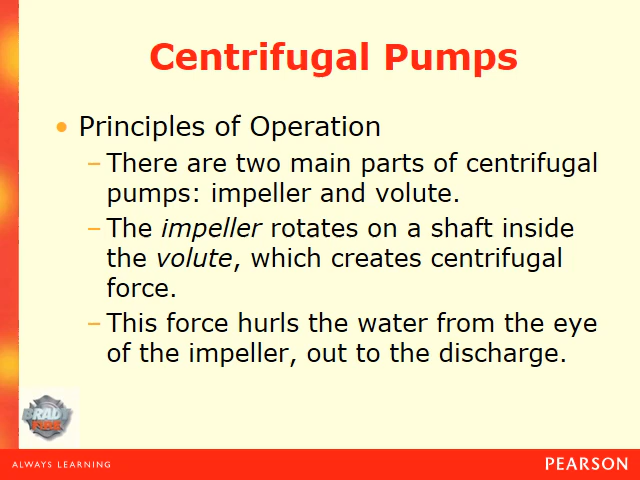 Centrifugal Pumps
• Principles of Operation
– There are two main parts of centrifugal
pumps: impeller and volute.
– The impeller rotates on a shaft inside
the volute, which creates centrifugal
force.
– This force hurls the water from the eye
of the impeller, out to the discharge.
BRADY
FIRE
ALWAYS LEARNING
PEARSON